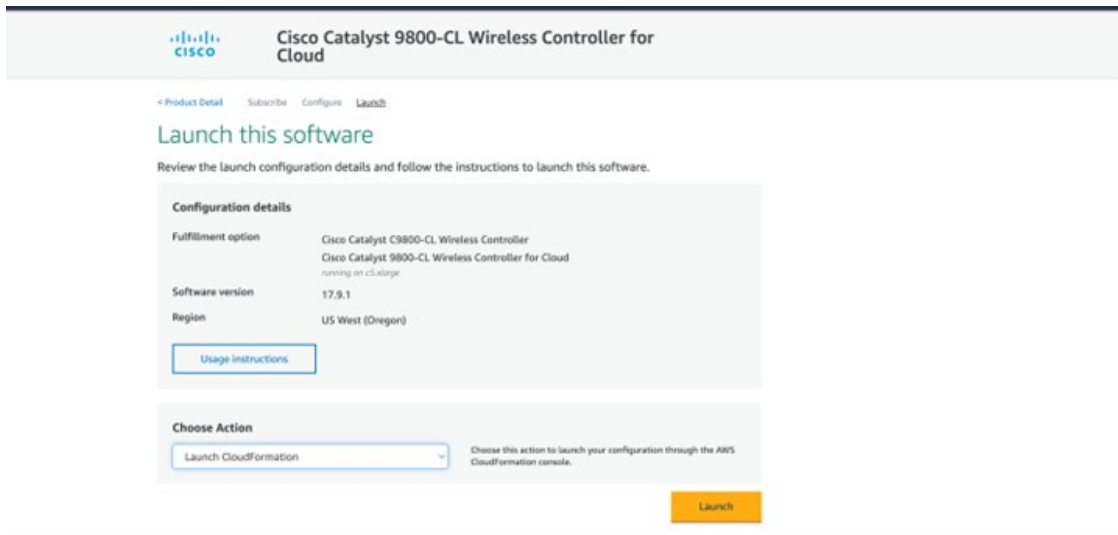 CISCO
Cisco Catalyst 9800-CL Wireless Controller for
Cloud
< Product Detail Subscribe Configure Launch
Launch this software
Review the launch configuration details and follow the instructions to launch this software.
Configuration details
Fulfillment option
Cisco Catalyst C9800-CL Wireless Controller
Cisco Catalyst 9800-CL Wireless Controller for Cloud
running on c5.xlarge
Software version 17.9.1
Region US West (Oregon)
Usage instructions
Choose Action
Launch CloudFormation
Choose this action to launch your configuration through the AWS
CloudFormation console.
Launch